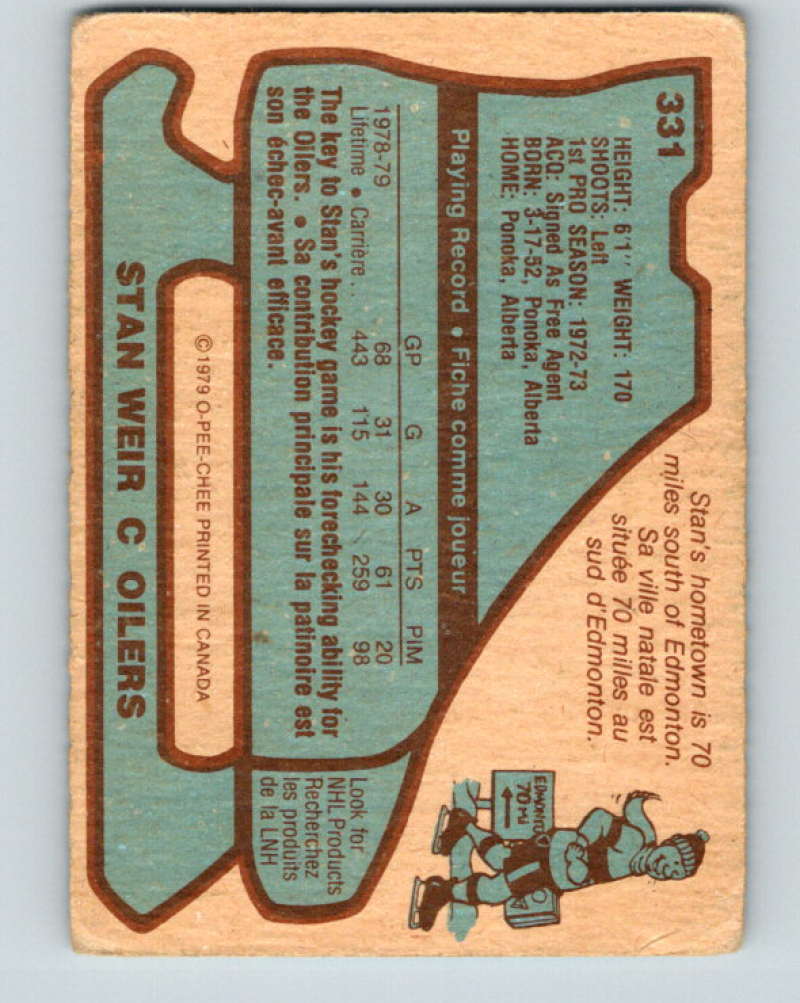 331
HEIGHT: 6'1" WEIGHT: 170
SHOOTS: Left
1st PRO SEASON: 1972-73
ACQ: Signed As Free Agent
BORN: 3-17-52, Ponoka, Alberta
HOME: Ponoka, Alberta
Stan's hometown is 70
miles south of Edmonton.
Sa ville natale est
située 70 milles au
sud d'Edmonton.
EDMONTON
70 Mi
Playing Record • Fiche comme joueur
GP G A PTS PIM
1978-79 68 31 30 61 20
Lifetime • Carrière .. 443 115 144 259 98
The key to Stan's hockey game is his forechecking ability for
the Oilers. • Sa contribution principale sur la patinoire est
son échec-avant efficace.
Look for
NHL Products
Recherchez
les produits
de la LNH
©1979 O-PEE-CHEE PRINTED IN CANADA
STAN WEIR C OILERS